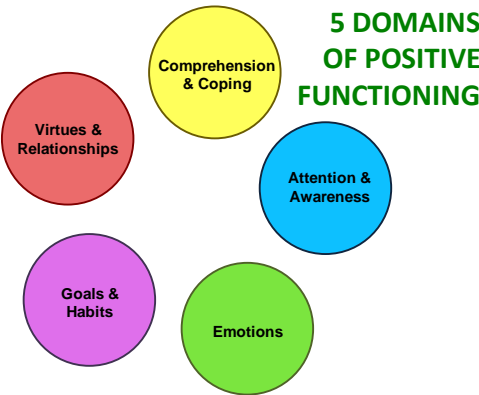 5 DOMAINS
OF POSITIVE
FUNCTIONING
Comprehension
& Coping
Virtues &
Relationships
Attention &
Awareness
Goals &
Habits
Emotions